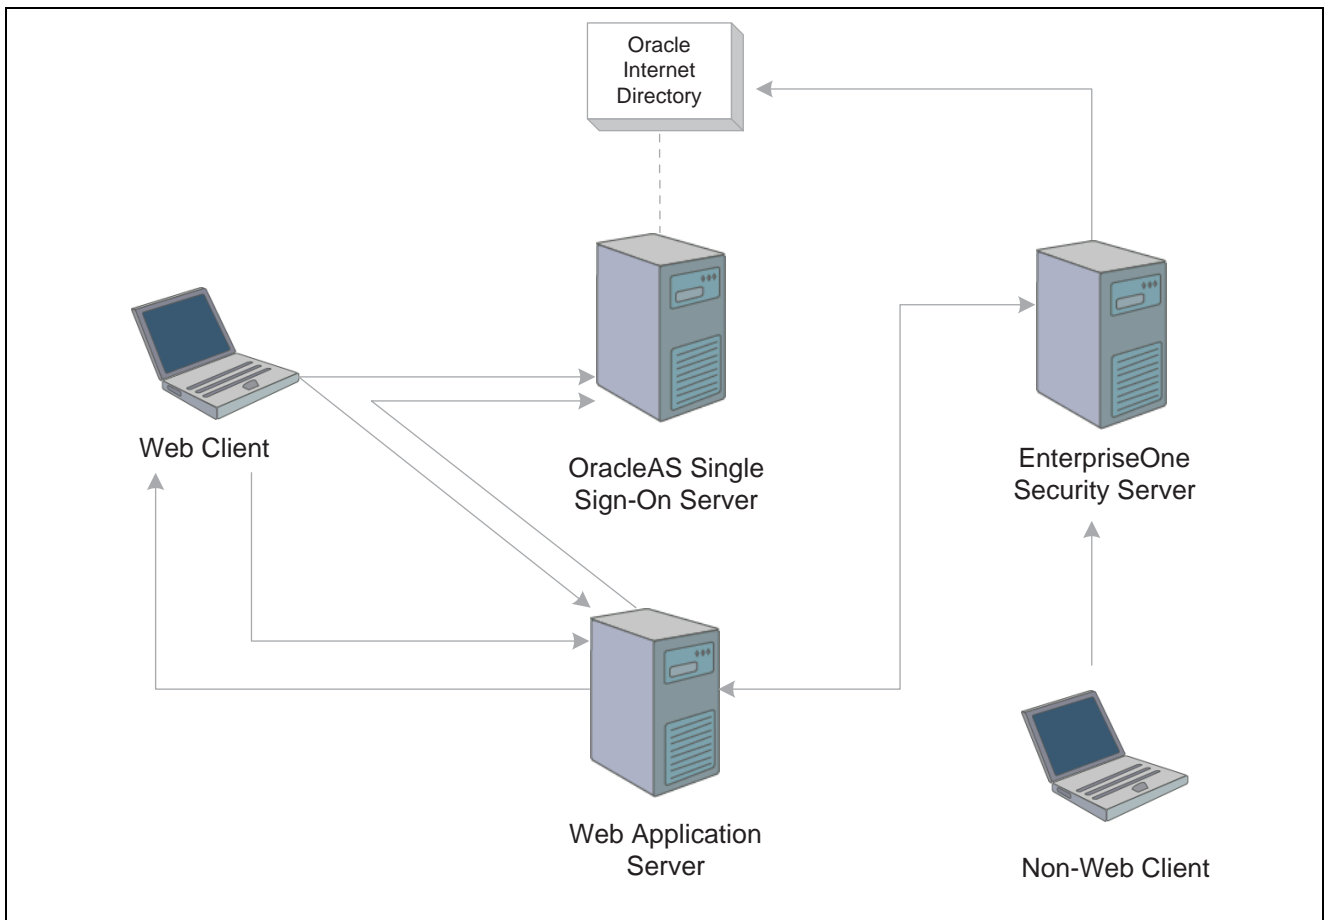 Oracle
Internet
Directory
Web Client
OracleAS Single
Sign-On Server
EnterpriseOne
Security Server
Web Application
Server
Non-Web Client